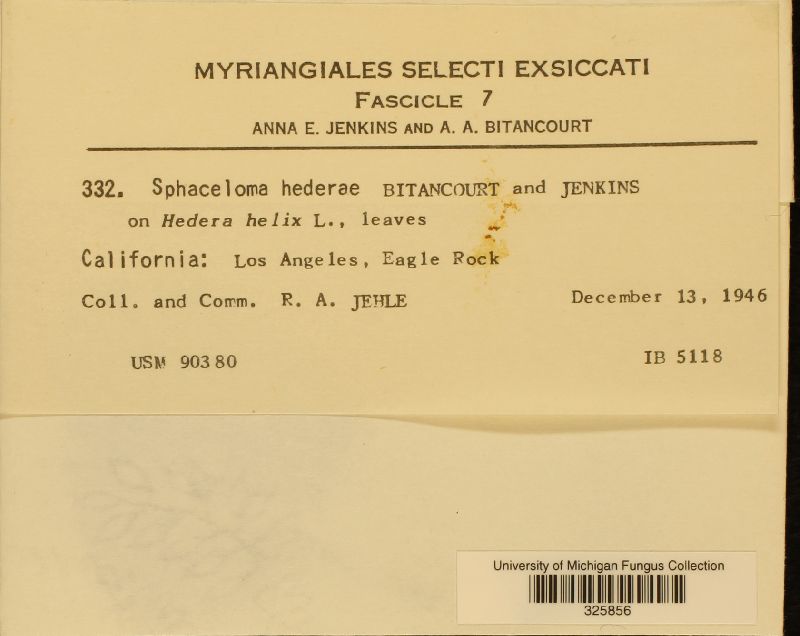 MYRIANGIALES SELECTI EXSICCATI
FASCICLE 7
ANNA E. JENKINS AND A. A. BITANCOURT
332. Sphaceloma hederae BITANCOURT and JENKINS
on Hedera helix L., leaves
California: Los Angeles, Eagle Rock
Coll. and Comm. R. A. JEHLE December 13, 1946
USM 90380 IB 5118
University of Michigan Fungus Collection
325856